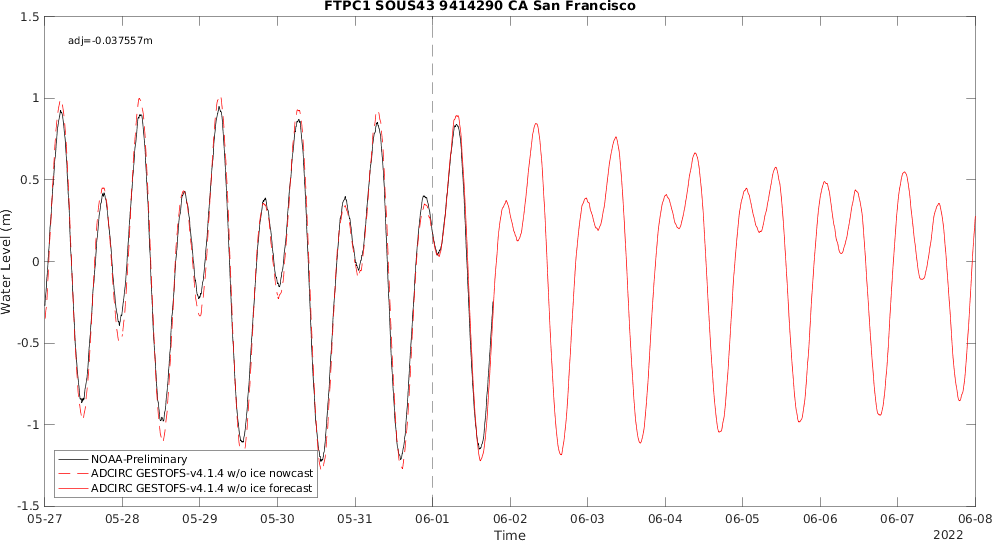 FTPC1 SOUS43 9414290 CA San Francisco
adj=-0.037557m
1.5
1
0.5
0
-0.5
-1
-1.5
Water Level (m)
NOAA-Preliminary
ADCIRC GESTOFS-v4.1.4 w/o ice nowcast
ADCIRC GESTOFS-v4.1.4 w/o ice forecast
05-27 05-28 05-29 05-30 05-31 06-01 06-02 06-03 06-04 06-05 06-06 06-07 06-08
Time
2022